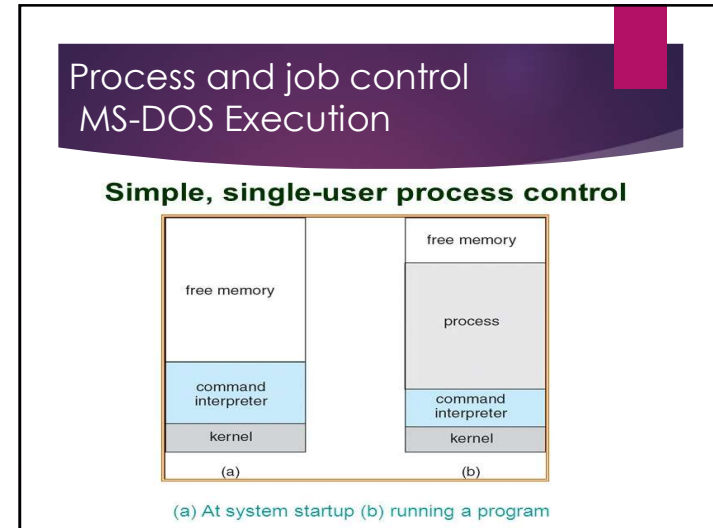 Process and job control
MS-DOS Execution
Simple, single-user process control
free memory
command
interpreter
kernel
(a)
free memory
process
command
interpreter
kernel
(b)
(a) At system startup (b) running a program